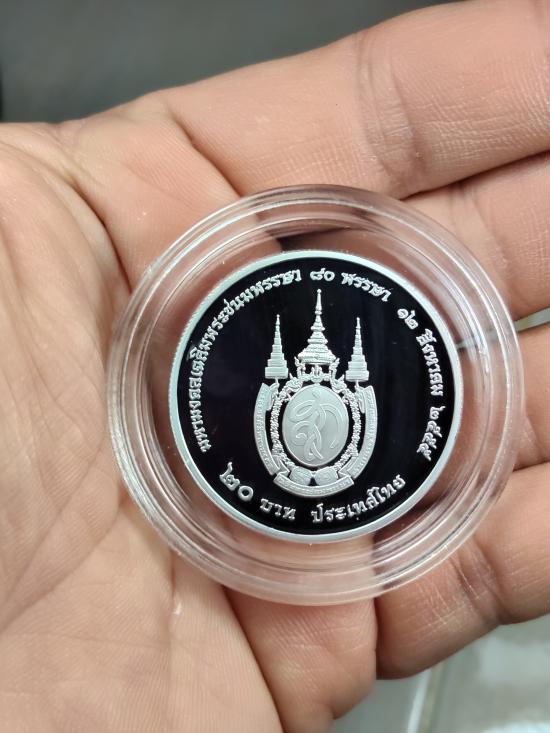 มหามงคลเฉลิมพระชนมพรรษา ๘๐ พรรษา ๑๒ สิงหาคม ๒๕๕๕
๒๐ บาท ประเทศไทย